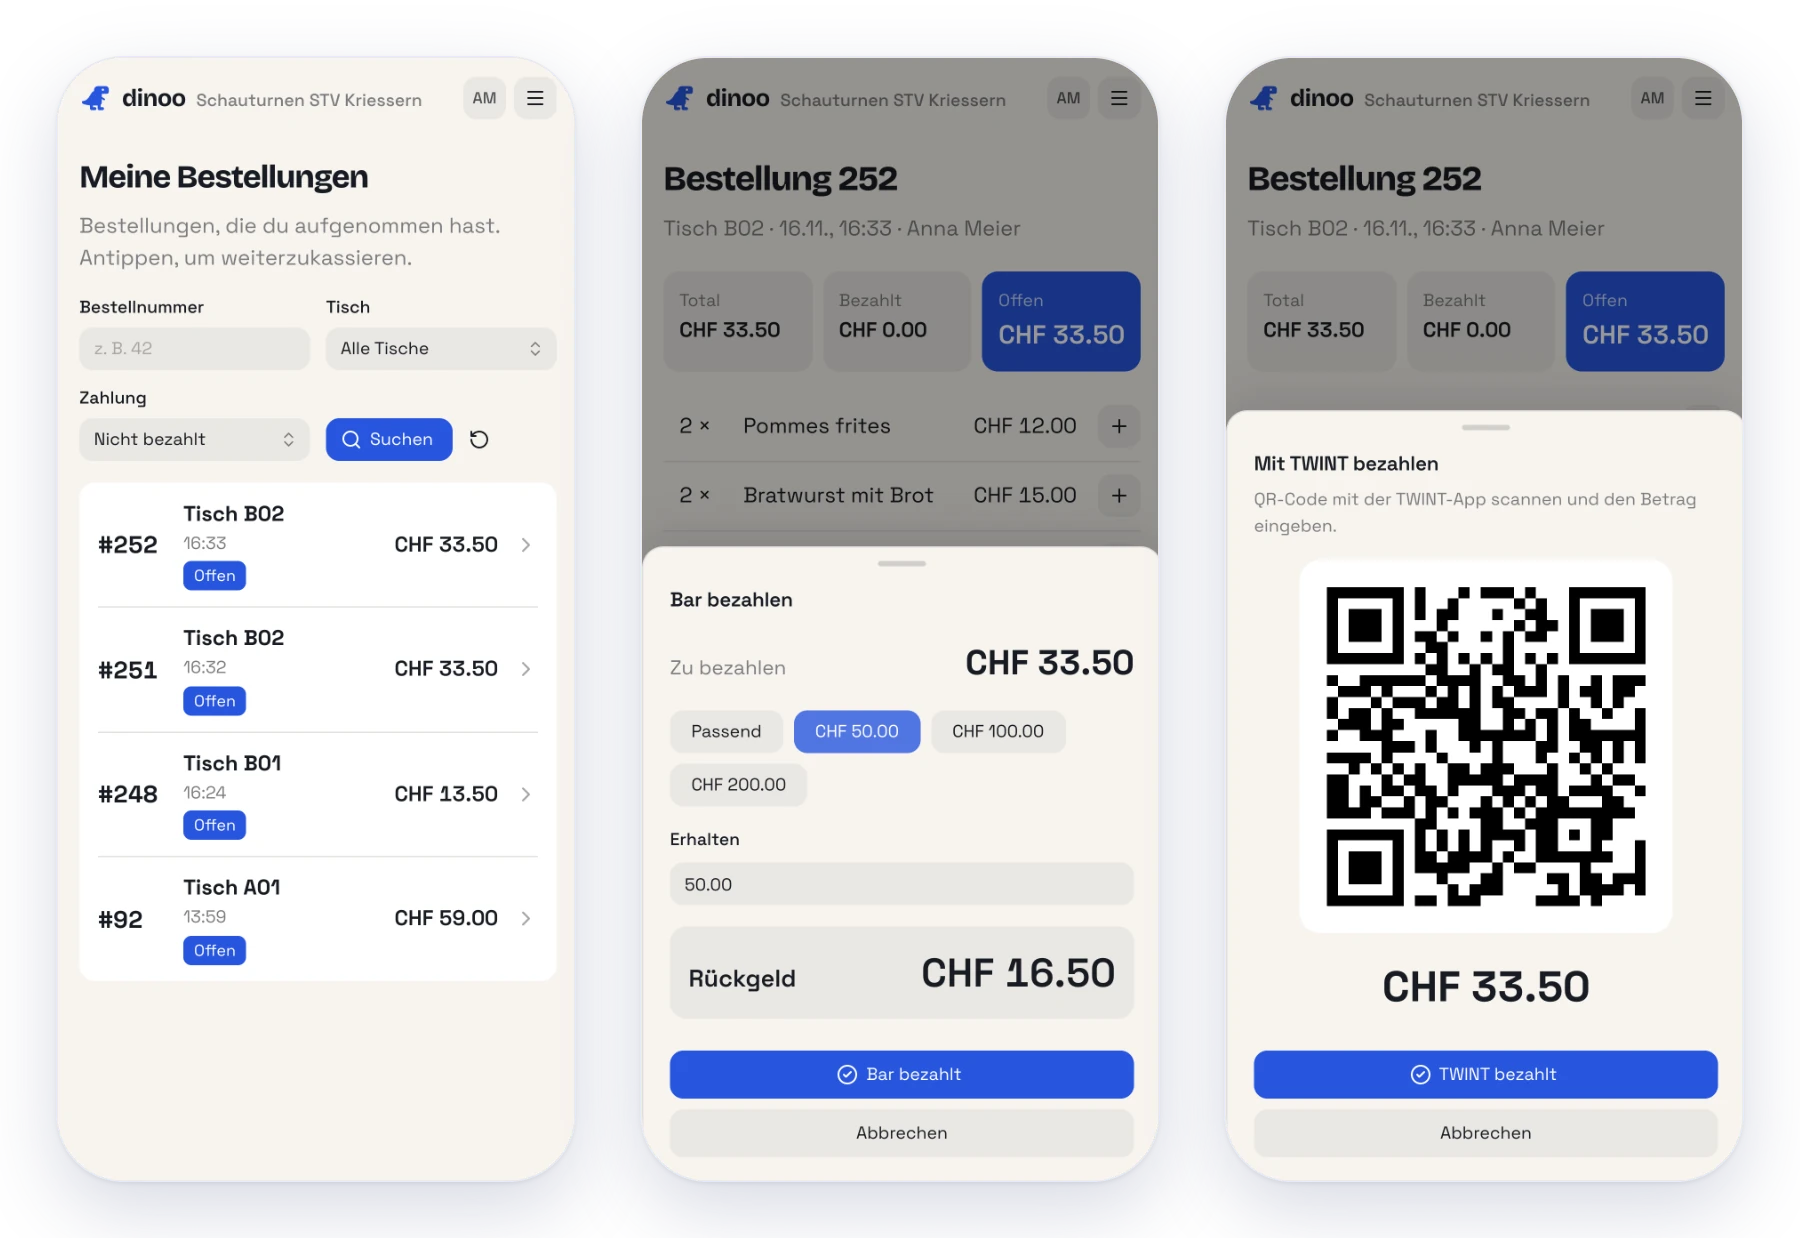 dinoo Schauturnen STV Kriessern AM
Meine Bestellungen
Bestellungen, die du aufgenommen hast.
Antippen, um weiterzukassieren.
Bestellnummer Tisch
z. B. 42 Alle Tische
Zahlung
Nicht bezahlt Suchen
Tisch B02
#252 16:33 CHF 33.50
Offen
Tisch B02
#251 16:32 CHF 33.50
Offen
Tisch B01
#248 16:24 CHF 13.50
Offen
Tisch A01
#92 13:59 CHF 59.00
Offen
dinoo Schauturnen STV Kriessern AM
Bestellung 252
Tisch B02 · 16.11., 16:33 · Anna Meier
Total Bezahlt Offen
CHF 33.50 CHF 0.00 CHF 33.50
2 × Pommes frites CHF 12.00 +
2 × Bratwurst mit Brot CHF 15.00 +
Bar bezahlen
Zu bezahlen CHF 33.50
Passend CHF 50.00 CHF 100.00
CHF 200.00
Erhalten
50.00
Rückgeld CHF 16.50
Bar bezahlt
Abbrechen
dinoo Schauturnen STV Kriessern AM
Bestellung 252
Tisch B02 · 16.11., 16:33 · Anna Meier
Total Bezahlt Offen
CHF 33.50 CHF 0.00 CHF 33.50
Mit TWINT bezahlen
QR-Code mit der TWINT-App scannen und den Betrag
eingeben.
CHF 33.50
TWINT bezahlt
Abbrechen